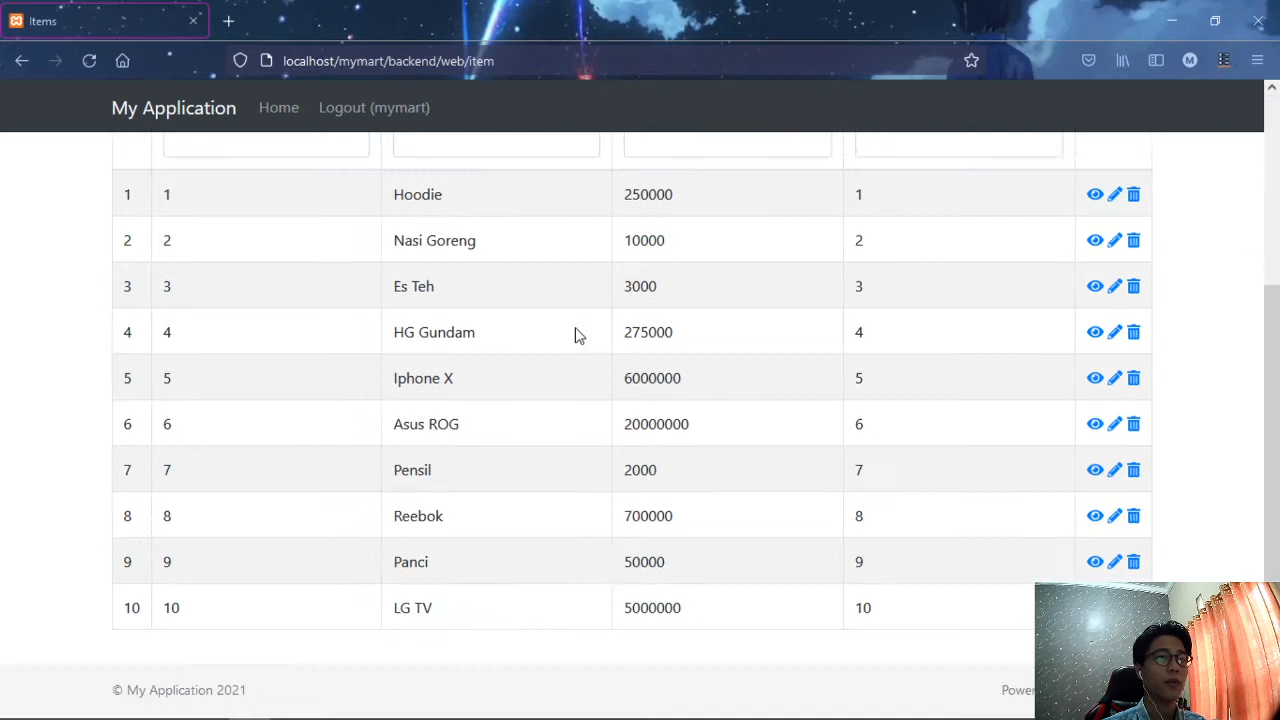 Items
localhost/mymart/backend/web/item
My Application Home Logout (mymart)
1 1 Hoodie 250000 1
2 2 Nasi Goreng 10000 2
3 3 Es Teh 3000 3
4 4 HG Gundam 275000 4
5 5 Iphone X 6000000 5
6 6 Asus ROG 20000000 6
7 7 Pensil 2000 7
8 8 Reebok 700000 8
9 9 Panci 50000 9
10 10 LG TV 5000000 10
© My Application 2021